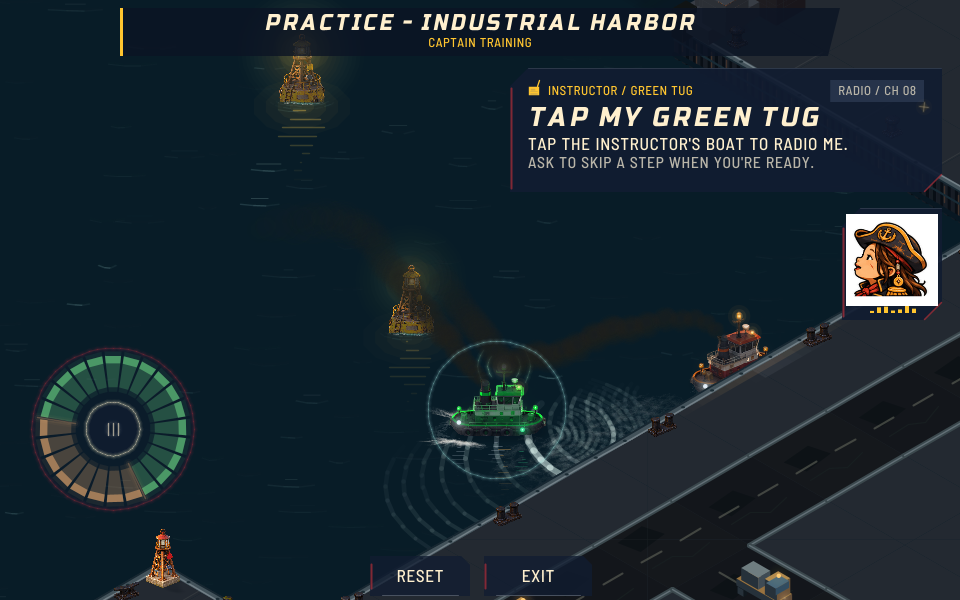 PRACTICE - INDUSTRIAL HARBOR
CAPTAIN TRAINING
INSTRUCTOR / GREEN TUG
RADIO / CH 08
TAP MY GREEN TUG
TAP THE INSTRUCTOR'S BOAT TO RADIO ME.
ASK TO SKIP A STEP WHEN YOU'RE READY.
RESET
EXIT